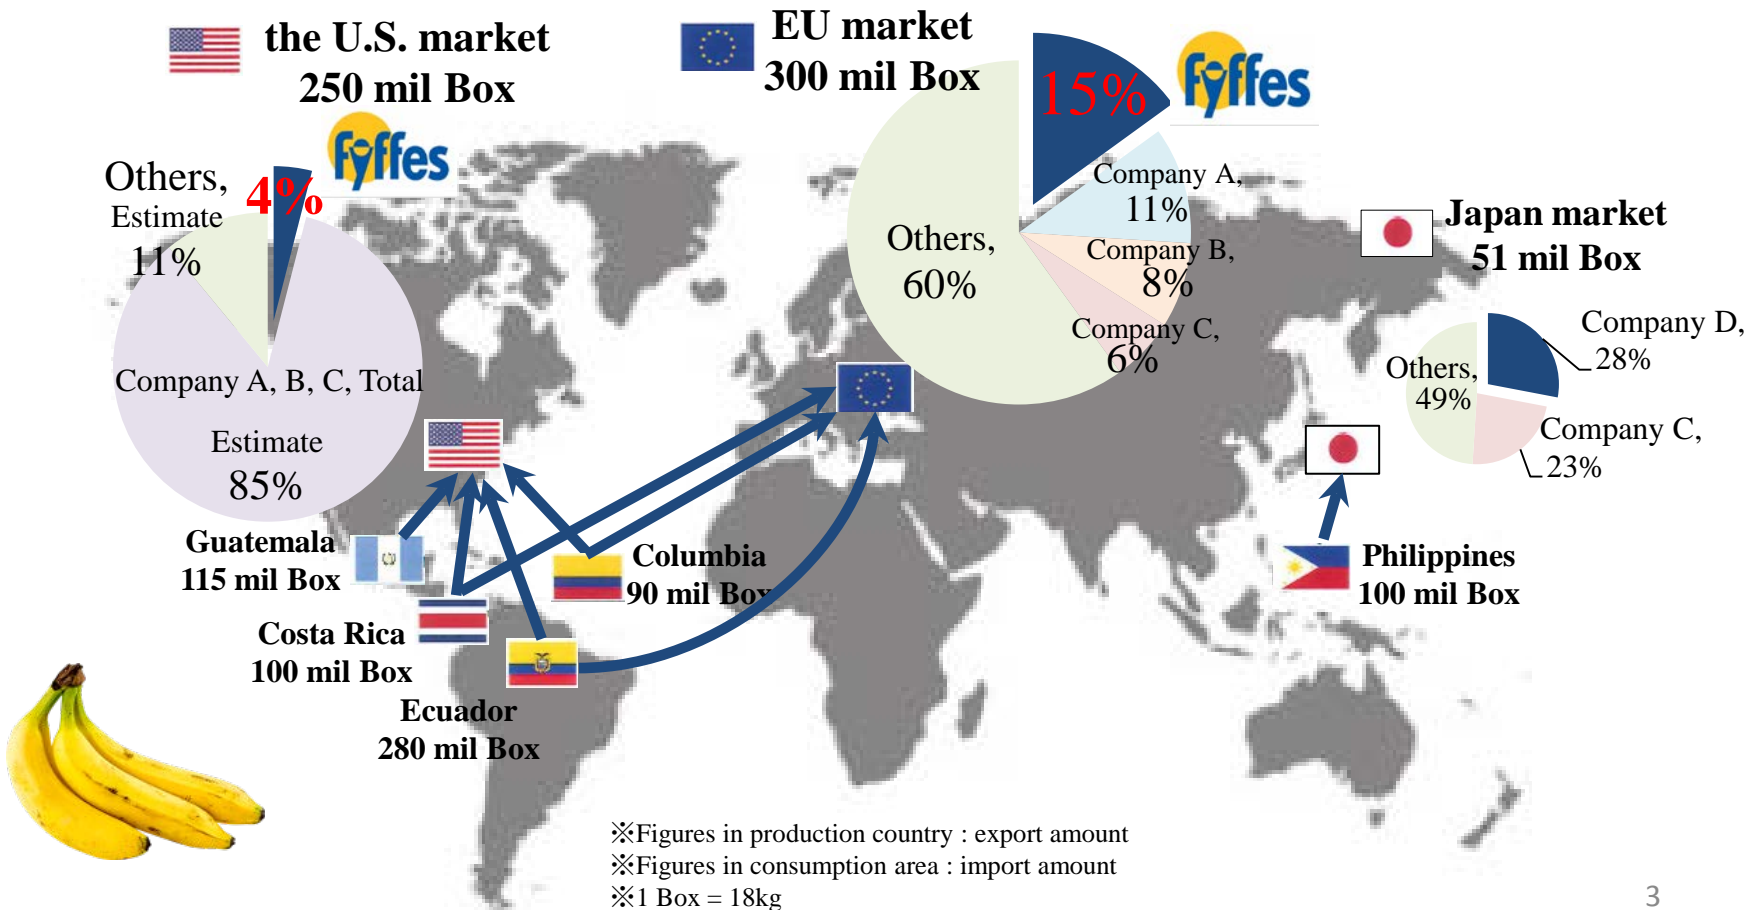 the U.S. market
250 mil Box
fyffes
Others,
Estimate
11%
4%
Company A, B, C, Total
Estimate
85%
EU market
300 mil Box
15%
fyffes
Company A,
11%
Company B,
8%
Company C,
6%
Others,
60%
Japan market
51 mil Box
Company D,
28%
Others,
49%
Company C,
23%
Guatemala
115 mil Box
Costa Rica
100 mil Box
Ecuador
280 mil Box
Columbia
90 mil Box
Philippines
100 mil Box
※Figures in production country : export amount
※Figures in consumption area : import amount
※1 Box = 18kg
3